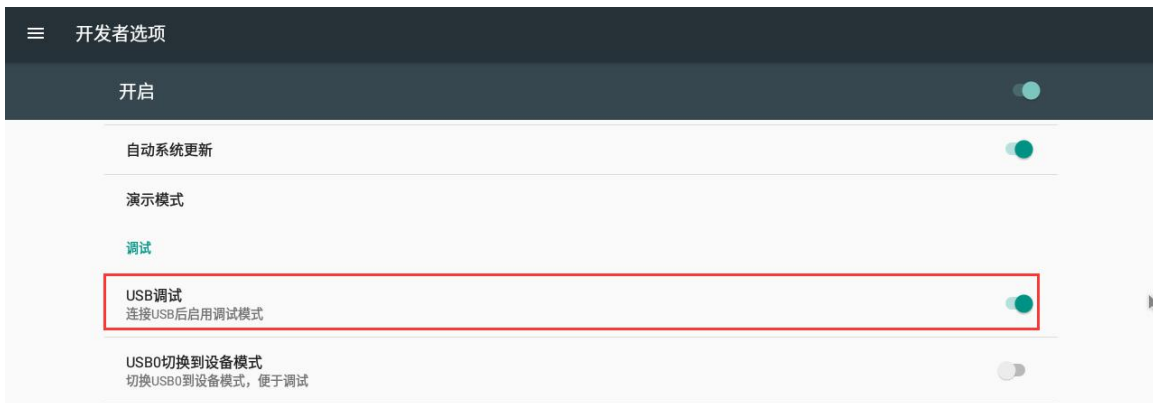 开发者选项
开启
自动系统更新
演示模式
调试
USB调试
连接USB后启用调试模式
USB0切换到设备模式
切换USB0到设备模式，便于调试